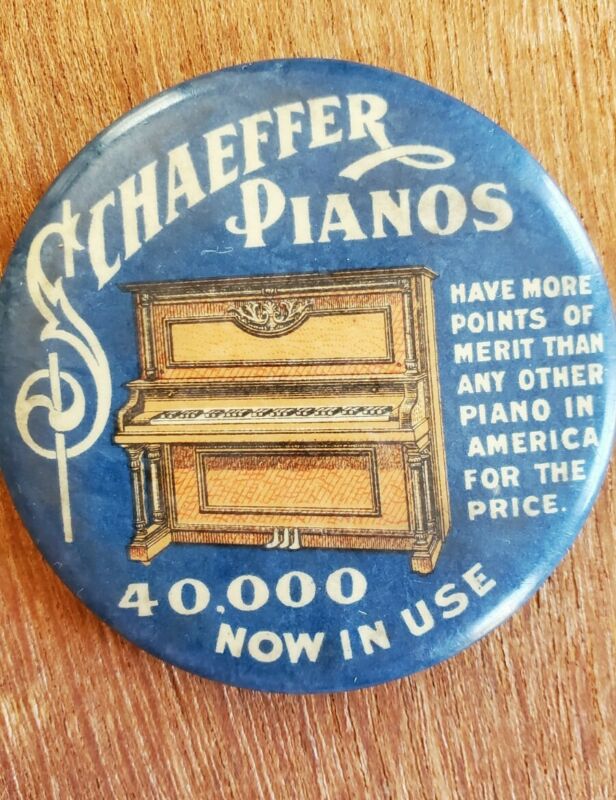 SCHAEFFER
PIANOS
HAVE MORE
POINTS OF
MERIT THAN
ANY OTHER
PIANO IN
AMERICA
FOR THE
PRICE.
40,000
NOW IN USE